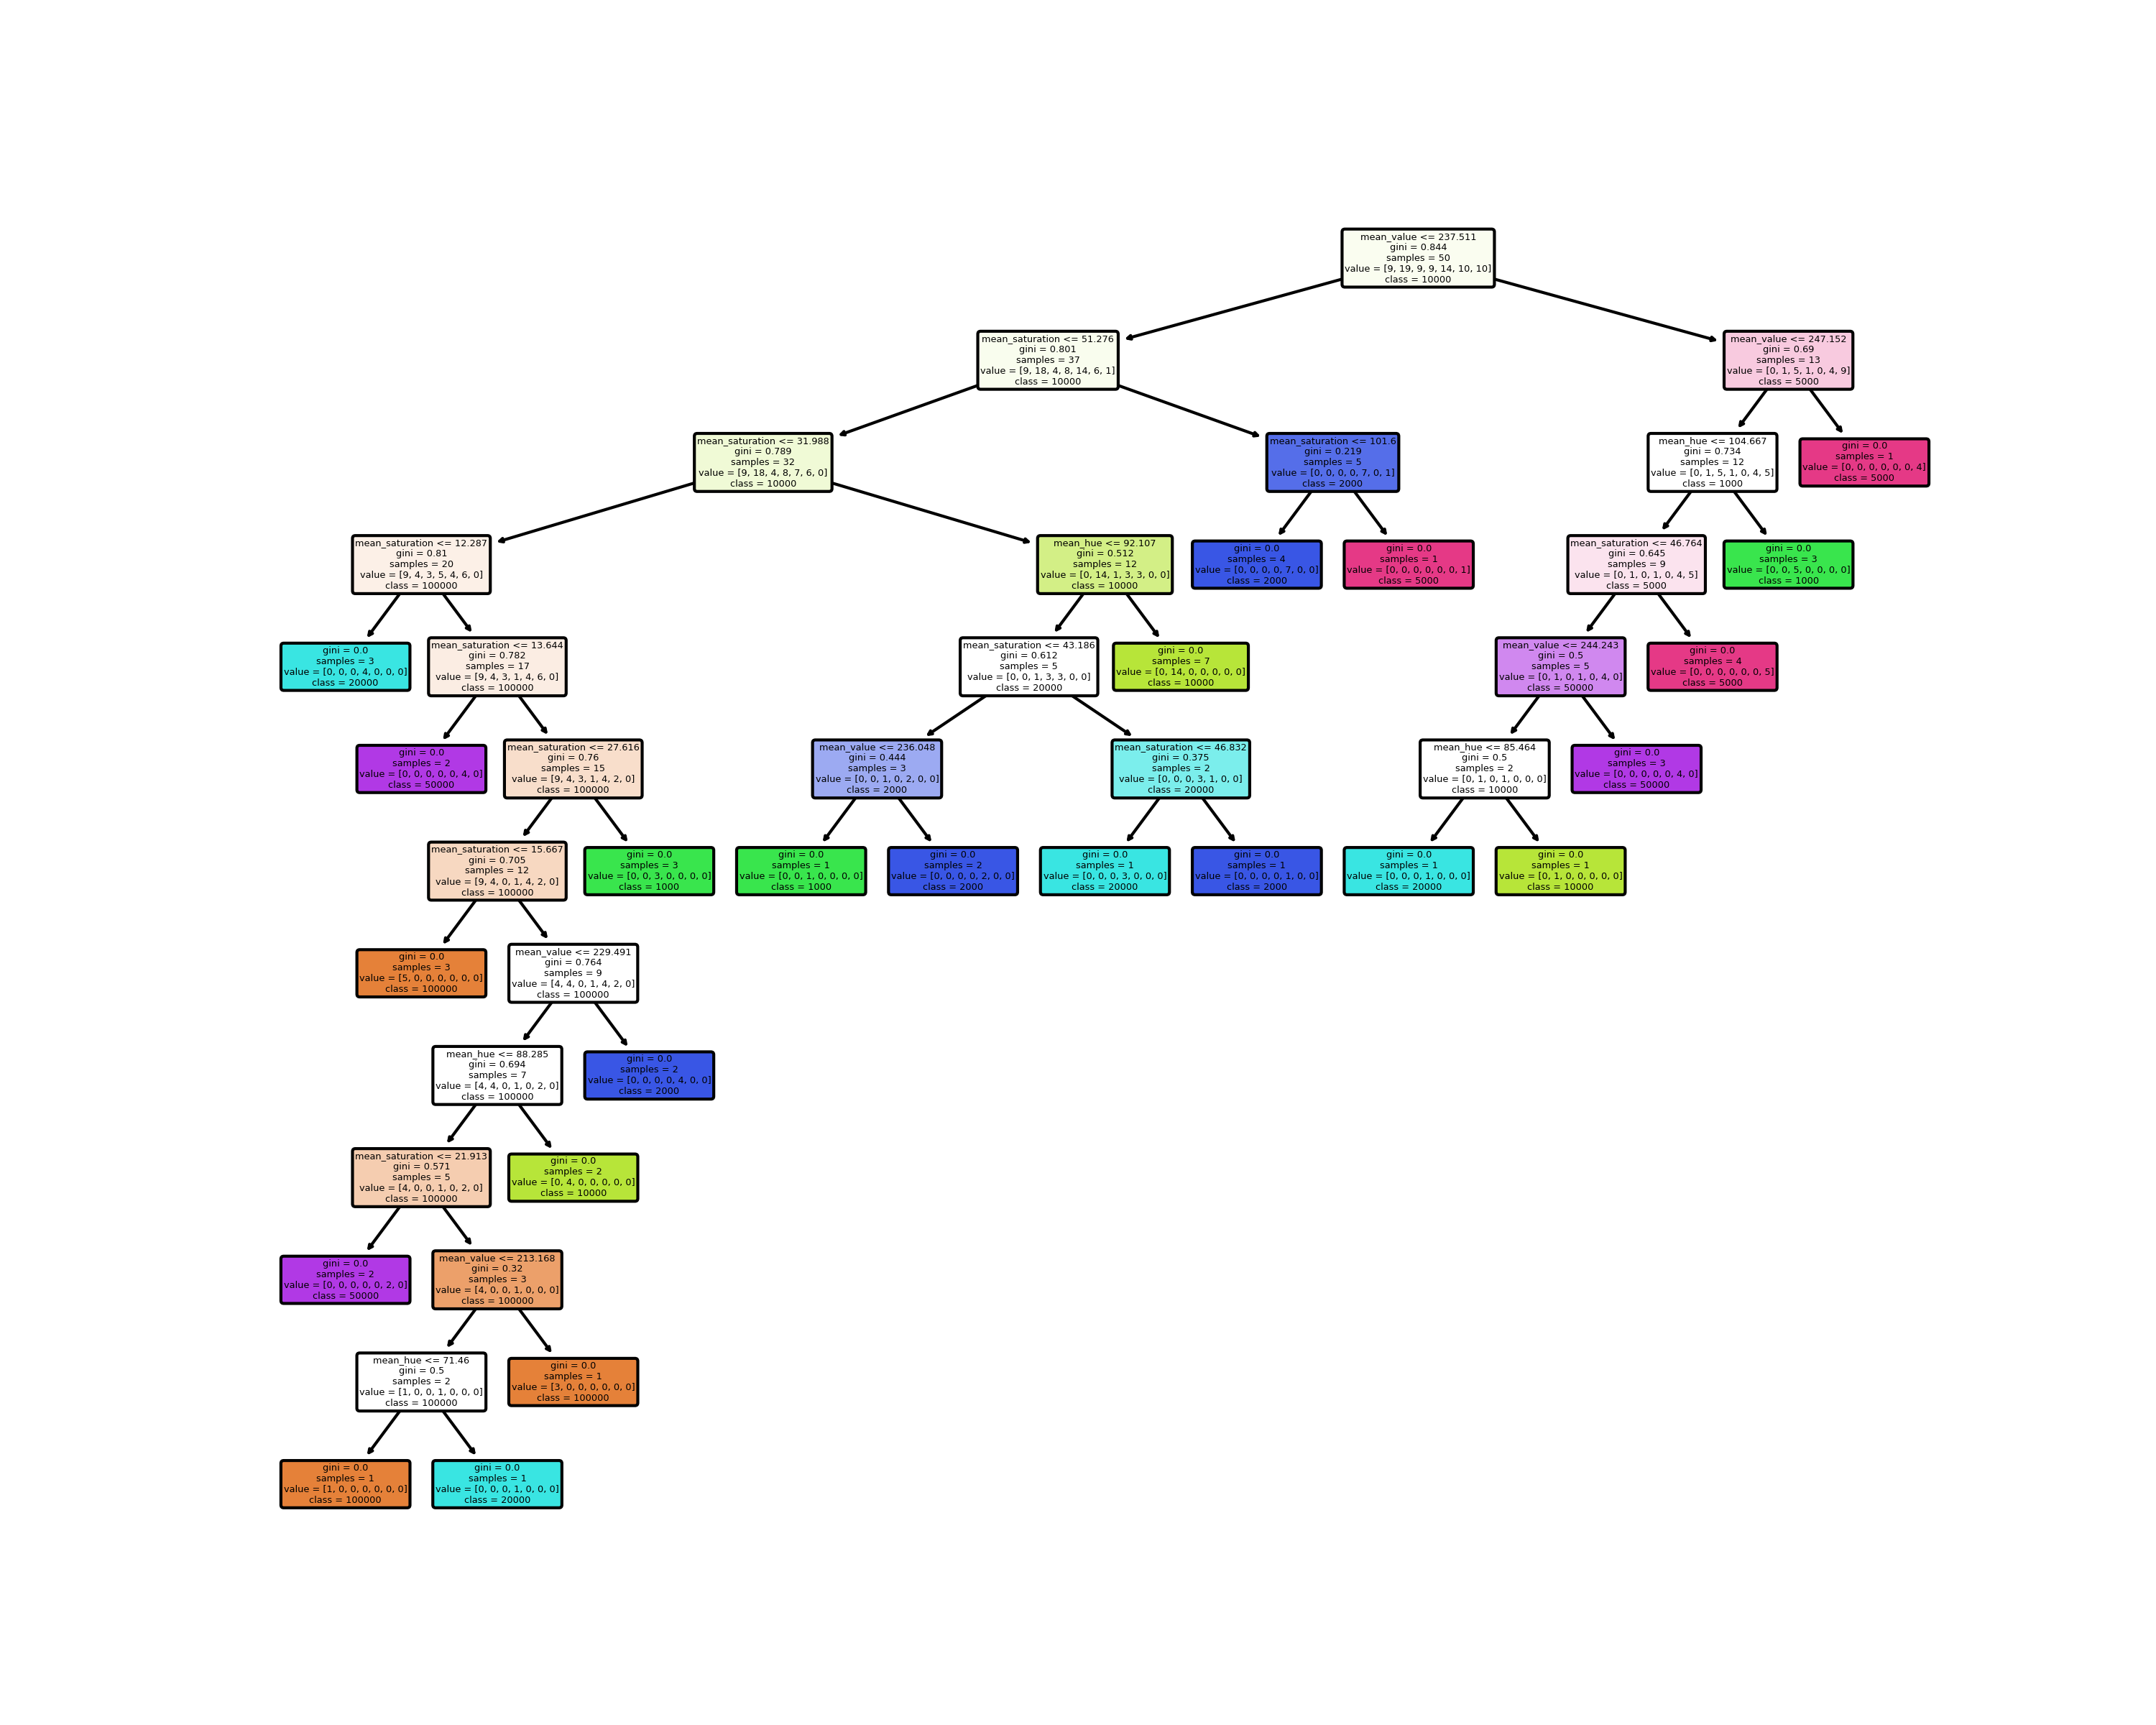 mean_value <= 237.511
gini = 0.844
samples = 50
value = [9, 19, 9, 9, 14, 10, 10]
class = 10000
mean_saturation <= 51.276
gini = 0.801
samples = 37
value = [9, 18, 4, 8, 14, 6, 1]
class = 10000
mean_value <= 247.152
gini = 0.69
samples = 13
value = [0, 1, 5, 1, 0, 4, 9]
class = 5000
mean_saturation <= 31.988
gini = 0.789
samples = 32
value = [9, 18, 4, 8, 7, 6, 0]
class = 10000
mean_saturation <= 101.6
gini = 0.219
samples = 5
value = [0, 0, 0, 0, 7, 0, 1]
class = 2000
mean_hue <= 104.667
gini = 0.734
samples = 12
value = [0, 1, 5, 1, 0, 4, 5]
class = 1000
gini = 0.0
samples = 1
value = [0, 0, 0, 0, 0, 0, 4]
class = 5000
mean_saturation <= 12.287
gini = 0.81
samples = 20
value = [9, 4, 3, 5, 4, 6, 0]
class = 100000
mean_hue <= 92.107
gini = 0.512
samples = 12
value = [0, 14, 1, 3, 3, 0, 0]
class = 10000
gini = 0.0
samples = 4
value = [0, 0, 0, 0, 7, 0, 0]
class = 2000
gini = 0.0
samples = 1
value = [0, 0, 0, 0, 0, 0, 1]
class = 5000
mean_saturation <= 46.764
gini = 0.645
samples = 9
value = [0, 1, 0, 1, 0, 4, 5]
class = 5000
gini = 0.0
samples = 3
value = [0, 0, 5, 0, 0, 0, 0]
class = 1000
gini = 0.0
samples = 3
value = [0, 0, 0, 4, 0, 0, 0]
class = 20000
mean_saturation <= 13.644
gini = 0.782
samples = 17
value = [9, 4, 3, 1, 4, 6, 0]
class = 100000
mean_saturation <= 43.186
gini = 0.612
samples = 5
value = [0, 0, 1, 3, 3, 0, 0]
class = 20000
gini = 0.0
samples = 7
value = [0, 14, 0, 0, 0, 0, 0]
class = 10000
mean_value <= 244.243
gini = 0.5
samples = 5
value = [0, 1, 0, 1, 0, 4, 0]
class = 50000
gini = 0.0
samples = 4
value = [0, 0, 0, 0, 0, 0, 5]
class = 5000
gini = 0.0
samples = 2
value = [0, 0, 0, 0, 0, 4, 0]
class = 50000
mean_saturation <= 27.616
gini = 0.76
samples = 15
value = [9, 4, 3, 1, 4, 2, 0]
class = 100000
mean_value <= 236.048
gini = 0.444
samples = 3
value = [0, 0, 1, 0, 2, 0, 0]
class = 2000
mean_saturation <= 46.832
gini = 0.375
samples = 2
value = [0, 0, 0, 3, 1, 0, 0]
class = 20000
mean_hue <= 85.464
gini = 0.5
samples = 2
value = [0, 1, 0, 1, 0, 0, 0]
class = 10000
gini = 0.0
samples = 3
value = [0, 0, 0, 0, 0, 4, 0]
class = 50000
mean_saturation <= 15.667
gini = 0.705
samples = 12
value = [9, 4, 0, 1, 4, 2, 0]
class = 100000
gini = 0.0
samples = 3
value = [0, 0, 3, 0, 0, 0, 0]
class = 1000
gini = 0.0
samples = 1
value = [0, 0, 1, 0, 0, 0, 0]
class = 1000
gini = 0.0
samples = 2
value = [0, 0, 0, 0, 2, 0, 0]
class = 2000
gini = 0.0
samples = 1
value = [0, 0, 0, 3, 0, 0, 0]
class = 20000
gini = 0.0
samples = 1
value = [0, 0, 0, 0, 1, 0, 0]
class = 2000
gini = 0.0
samples = 1
value = [0, 0, 0, 1, 0, 0, 0]
class = 20000
gini = 0.0
samples = 1
value = [0, 1, 0, 0, 0, 0, 0]
class = 10000
gini = 0.0
samples = 3
value = [5, 0, 0, 0, 0, 0, 0]
class = 100000
mean_value <= 229.491
gini = 0.764
samples = 9
value = [4, 4, 0, 1, 4, 2, 0]
class = 100000
mean_hue <= 88.285
gini = 0.694
samples = 7
value = [4, 4, 0, 1, 0, 2, 0]
class = 100000
gini = 0.0
samples = 2
value = [0, 0, 0, 0, 4, 0, 0]
class = 2000
mean_saturation <= 21.913
gini = 0.571
samples = 5
value = [4, 0, 0, 1, 0, 2, 0]
class = 100000
gini = 0.0
samples = 2
value = [0, 4, 0, 0, 0, 0, 0]
class = 10000
gini = 0.0
samples = 2
value = [0, 0, 0, 0, 0, 2, 0]
class = 50000
mean_value <= 213.168
gini = 0.32
samples = 3
value = [4, 0, 0, 1, 0, 0, 0]
class = 100000
mean_hue <= 71.46
gini = 0.5
samples = 2
value = [1, 0, 0, 1, 0, 0, 0]
class = 100000
gini = 0.0
samples = 1
value = [3, 0, 0, 0, 0, 0, 0]
class = 100000
gini = 0.0
samples = 1
value = [1, 0, 0, 0, 0, 0, 0]
class = 100000
gini = 0.0
samples = 1
value = [0, 0, 0, 1, 0, 0, 0]
class = 20000